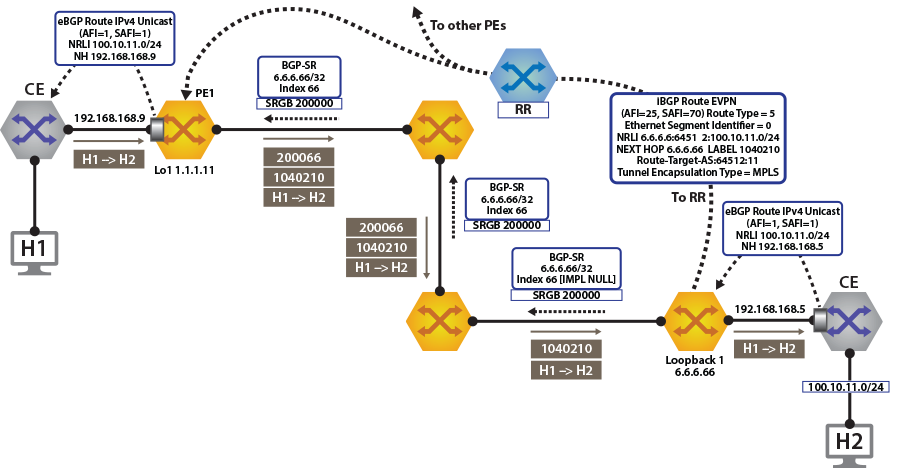 eBGP Route IPv4 Unicast
(AFI=1, SAFI=1)
NRLI 100.10.11.0/24
NH 192.168.168.9
To other PEs
CE
PE1
BGP-SR
6.6.6.66/32
Index 66
SRGB 200000
RR
192.168.168.9
H1 –> H2
Lo1 1.1.1.11
200066
1040210
H1 –> H2
IBGP Route EVPN
(AFI=25, SAFI=70) Route Type = 5
Ethernet Segment Identifier = 0
NRLI 6.6.6.6:6451 2:100.10.11.0/24
NEXT HOP 6.6.6.66 LABEL 1040210
Route-Target-AS:64512:11
Tunnel Encapsulation Type = MPLS
To RR
BGP-SR
6.6.6.66/32
Index 66
SRGB 200000
200066
1040210
H1 –> H2
H1
eBGP Route IPv4 Unicast
(AFI=1, SAFI=1)
NRLI 100.10.11.0/24
NH 192.168.168.5
BGP-SR
6.6.6.66/32
Index 66 [IMPL NULL]
SRGB 200000
CE
192.168.168.5
1040210
H1 –> H2
H1 –> H2
Loopback 1
6.6.6.66
100.10.11.0/24
H2